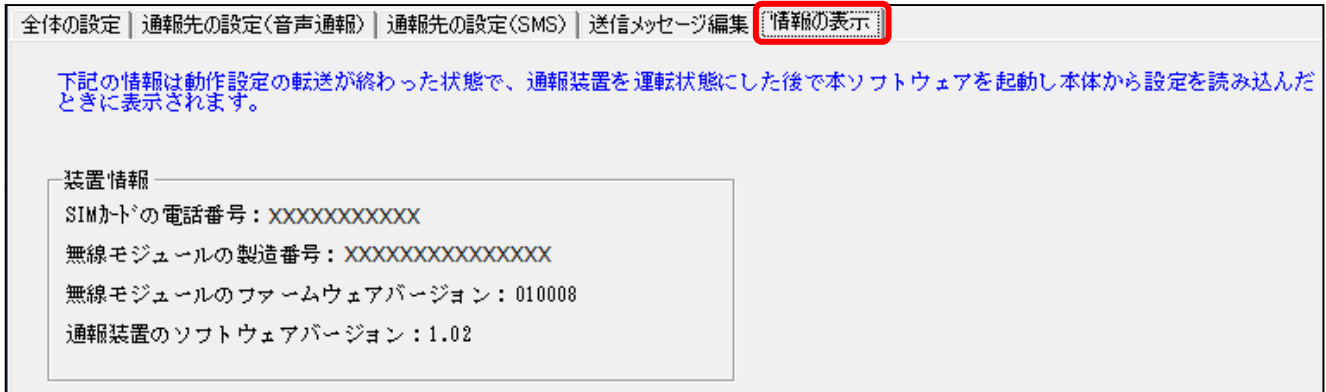 全体の設定 通報先の設定(音声通報) 通報先の設定(SMS) 送信メッセージ編集 情報の表示
下記の情報は動作設定の転送が終わった状態で、通報装置を運転状態にした後で本ソフトウェアを起動し本体から設定を読み込んだ
ときに表示されます。
装置情報
SIMｶｰﾄﾞの電話番号：XXXXXXXXXXX
無線モジュールの製造番号：XXXXXXXXXXXXXXX
無線モジュールのファームウェアバージョン：010008
通報装置のソフトウェアバージョン：1.02